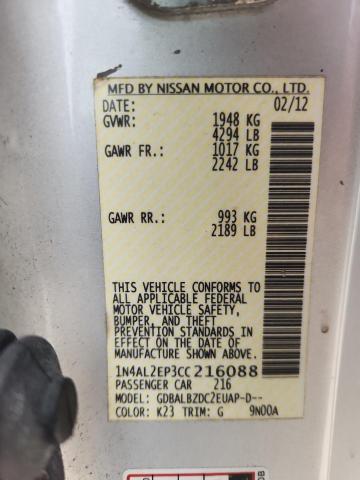 MFD BY NISSAN MOTOR CO., LTD.
DATE: 02/12
GVWR: 1948 KG
4294 LB
GAWR FR.: 1017 KG
2242 LB
GAWR RR.: 993 KG
2189 LB
THIS VEHICLE CONFORMS TO
ALL APPLICABLE FEDERAL
MOTOR VEHICLE SAFETY,
BUMPER, AND THEFT
PREVENTION STANDARDS IN
EFFECT ON THE DATE OF
MANUFACTURE SHOWN ABOVE.
1N4AL2EP3CC216088
PASSENGER CAR 216
MODEL: GDBALBZDC2EUAP-D--
COLOR: K23 TRIM: G 9N00A